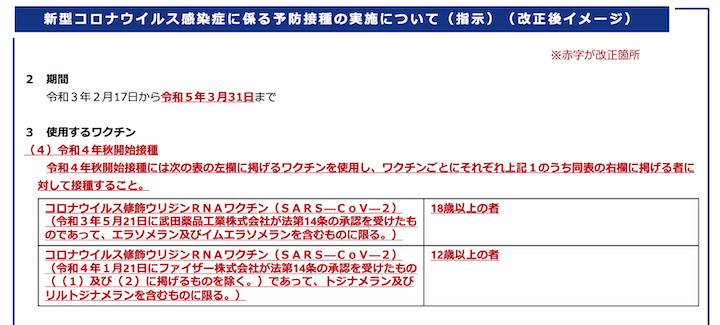 新型コロナウイルス感染症に係る予防接種の実施について（指示）（改正後イメージ）
※赤字が改正箇所
２　期間
令和３年２月17日から令和５年３月31日まで
３　使用するワクチン
（４）令和４年秋開始接種
令和４年秋開始接種には次の表の左欄に掲げるワクチンを使用し、ワクチンごとにそれぞれ上記１のうち同表の右欄に掲げる者に
対して接種すること。
コロナウイルス修飾ウリジンＲＮＡワクチン（ＳＡＲＳ―ＣｏＶ―２）
（令和３年５月21日に武田薬品工業株式会社が法第14条の承認を受けたも
のであって、エラソメラン及びイムエラソメランを含むものに限る。）
18歳以上の者
コロナウイルス修飾ウリジンＲＮＡワクチン（ＳＡＲＳ―ＣｏＶ―２）
（令和４年１月21日にファイザー株式会社が法第14条の承認を受けたもの
（（１）及び（２）に掲げるものを除く。）であって、トジナメラン及び
リルトジナメランを含むものに限る。）
12歳以上の者